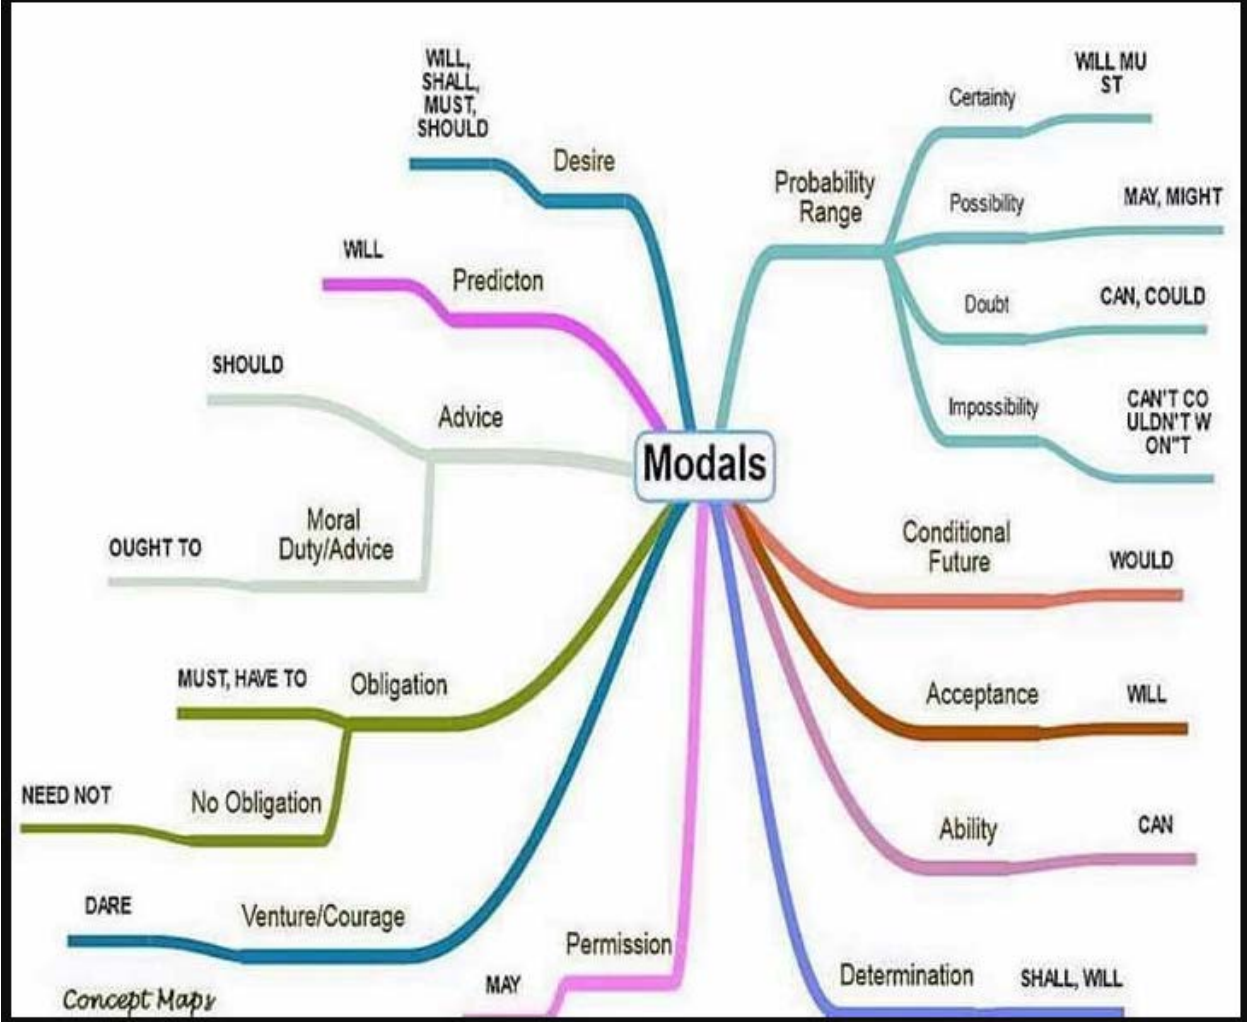 WILL,
SHALL,
MUST,
SHOULD
Desire
WILL
Predicton
SHOULD
Advice
OUGHT TO
Moral
Duty/Advice
MUST, HAVE TO
Obligation
NEED NOT
No Obligation
DARE
Venture/Courage
MAY
Permission
Modals
Probability
Range
Certainty
WILL MU
ST
Possibility
MAY, MIGHT
Doubt
CAN, COULD
Impossibility
CAN'T CO
ULDN'T W
ON"T
Conditional
Future
WOULD
Acceptance
WILL
Ability
CAN
Determination
SHALL, WILL
Concept Maps